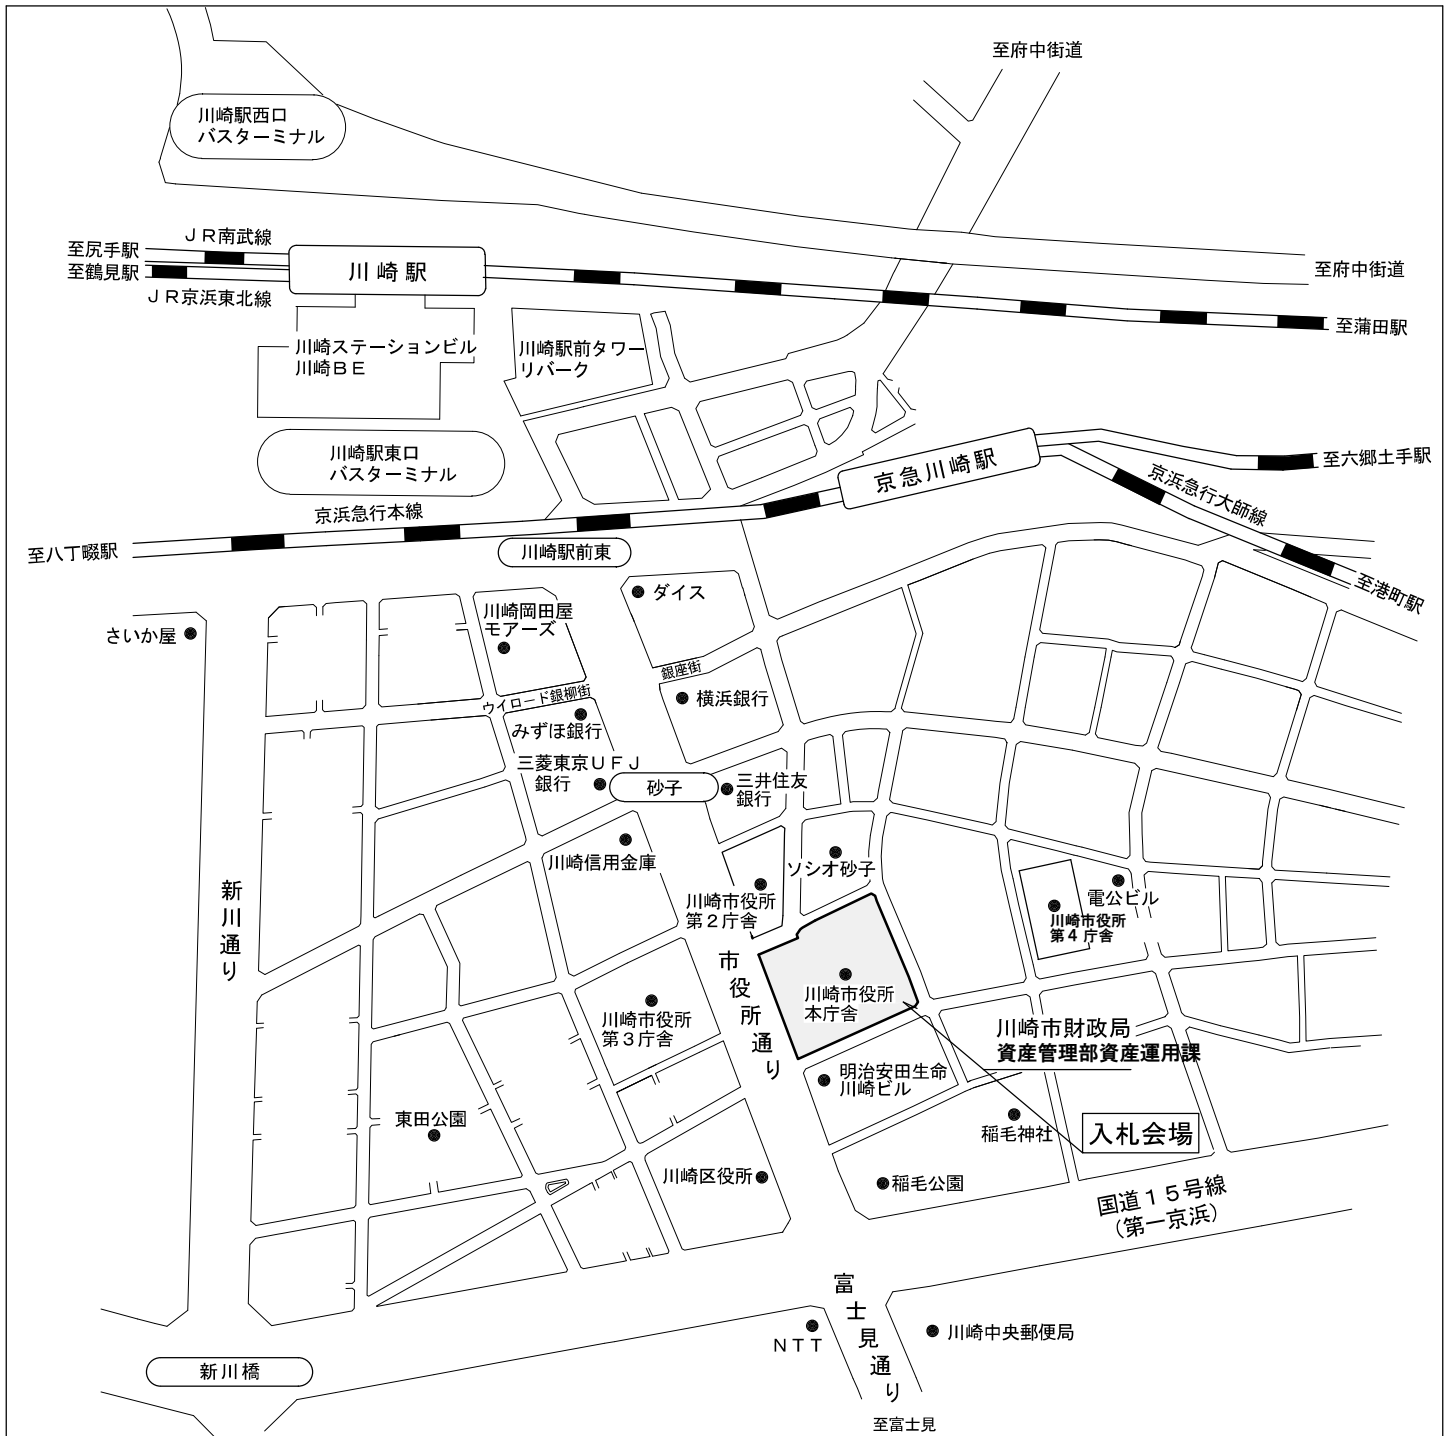 至府中街道
川崎駅西口
バスターミナル
ＪＲ南武線
至尻手駅
至鶴見駅
川崎駅
至府中街道
ＪＲ京浜東北線
至蒲田駅
川崎ステーションビル
川崎ＢＥ
川崎駅前タワー
リバーク
川崎駅東口
バスターミナル
京急川崎駅
至六郷土手駅
京浜急行大師線
京浜急行本線
至八丁畷駅
川崎駅前東
至港町駅
ダイス
川崎岡田屋
モアーズ
さいか屋
銀座街
ウイロード銀柳街
横浜銀行
みずほ銀行
三菱東京ＵＦＪ
銀行
砂子
三井住友
銀行
川崎信用金庫
ソシオ砂子
新川通り
川崎市役所
第２庁舎
電公ビル
川崎市役所
第４庁舎
市役所通り
川崎市役所
本庁舎
川崎市役所
第３庁舎
川崎市財政局
資産管理部資産運用課
明治安田生命
川崎ビル
東田公園
稲毛神社
入札会場
川崎区役所
稲毛公園
国道１５号線
（第一京浜）
富士見通り
ＮＴＴ
川崎中央郵便局
新川橋
至富士見